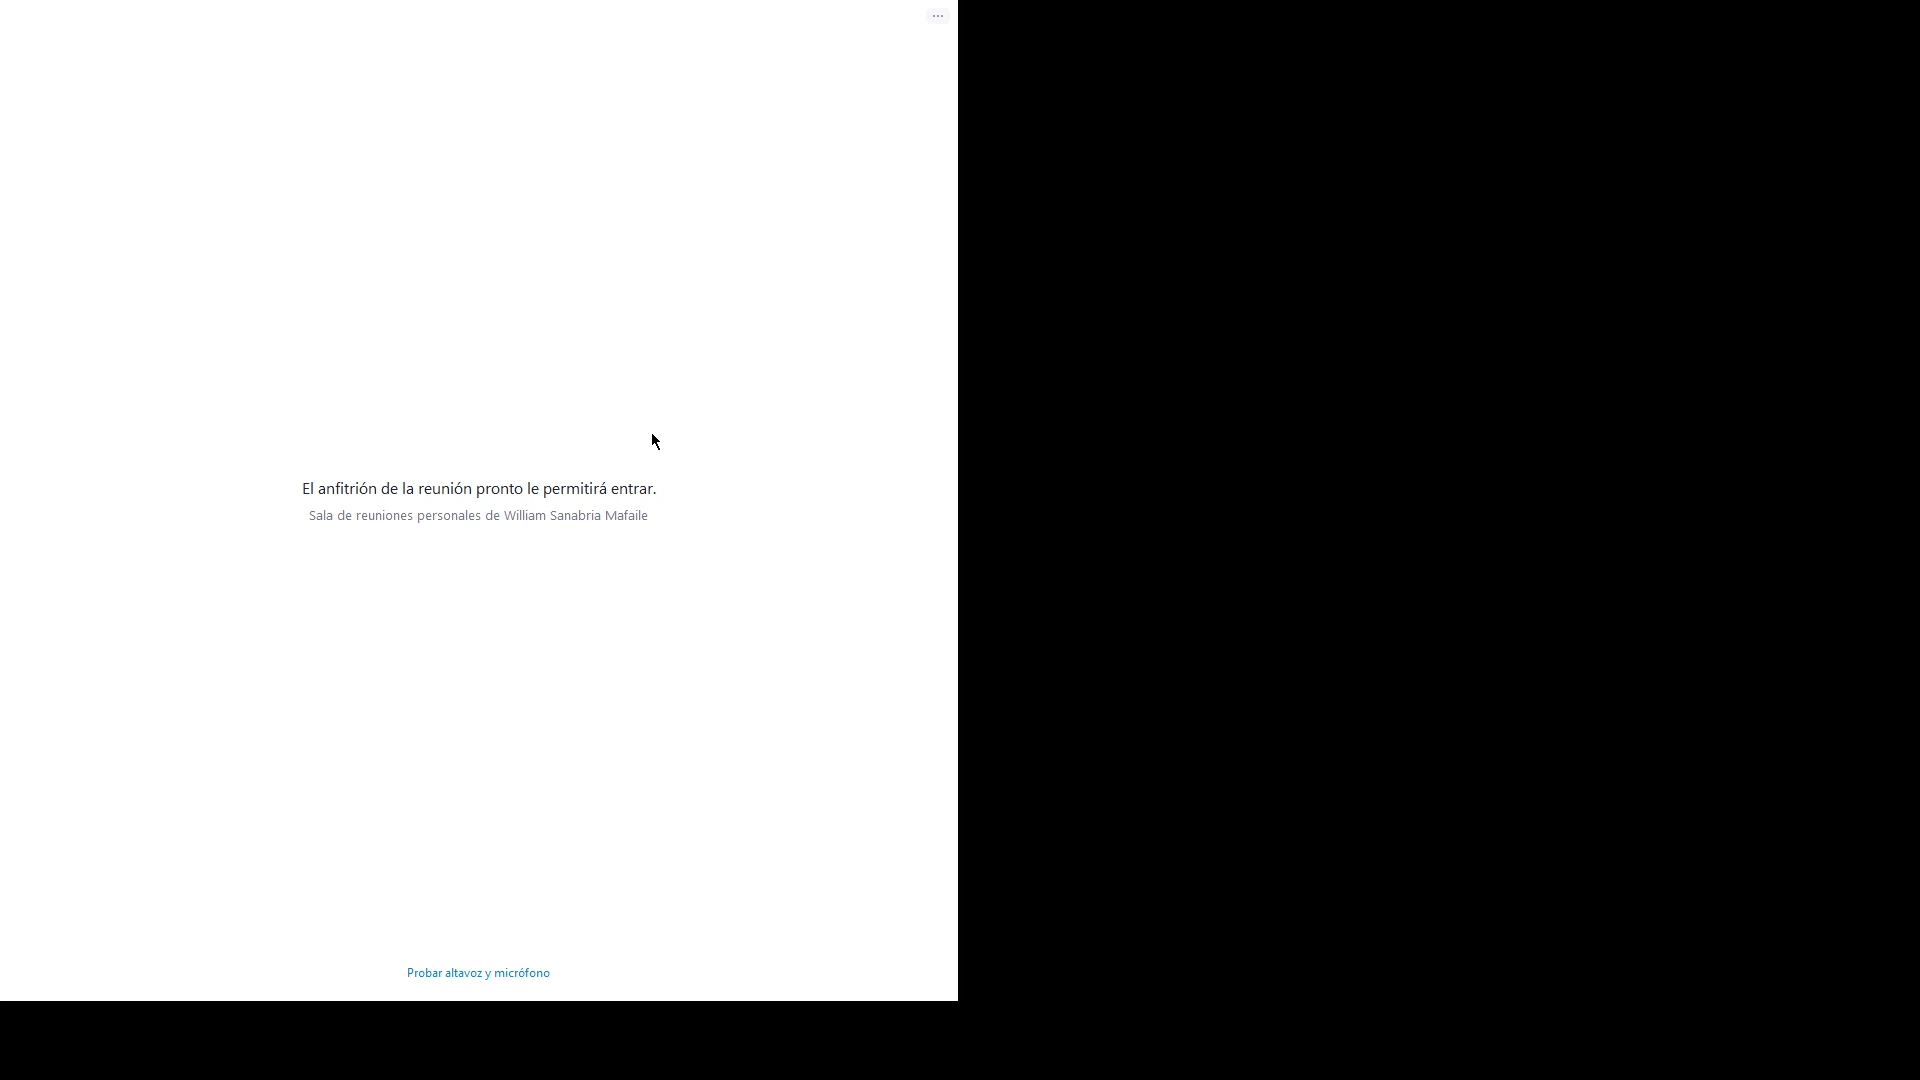 El anfitrión de la reunión pronto le permitirá entrar.
Sala de reuniones personales de William Sanabria Mafaile
Probar altavoz y micrófono